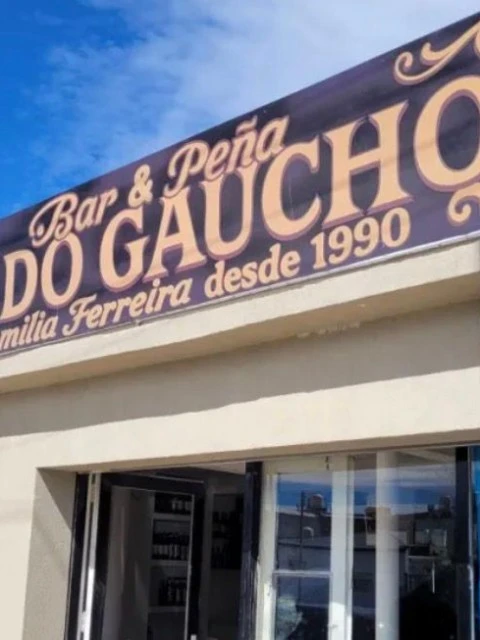 Bar & Peña
DO GAUCHO
milia Ferreira desde 1990